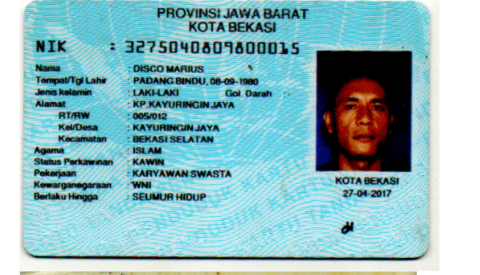 PROVINSI JAWA BARAT
KOTA BEKASI
NIK : 3275040809800015
Nama : DISCO MARIUS
Tempat/Tgl Lahir : PADANG BINDU, 08-09-1980
Jenis kelamin : LAKI-LAKI Gol. Darah
Alamat : KP.KAYURINGIN JAYA
RT/RW : 005/012
Kel/Desa : KAYURINGIN JAYA
Kecamatan : BEKASI SELATAN
Agama : ISLAM
Status Perkawinan : KAWIN
Pekerjaan : KARYAWAN SWASTA
Kewarganegaraan : WNI
Berlaku Hingga : SEUMUR HIDUP
KOTA BEKASI
27-04-2017